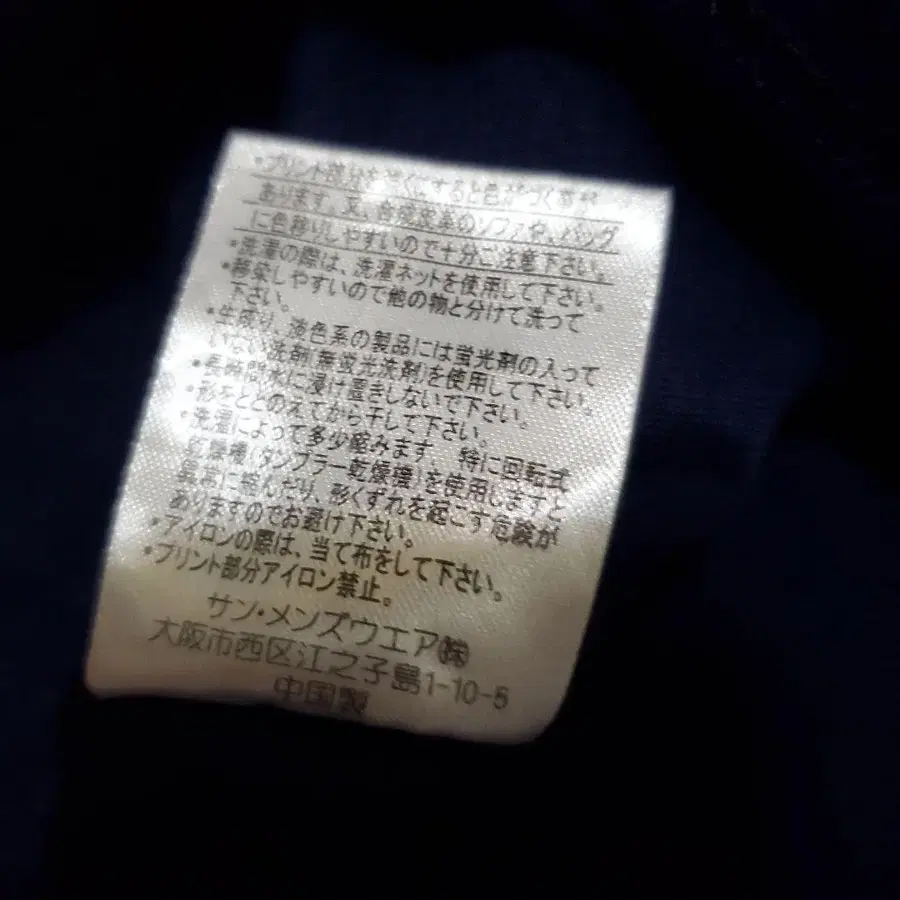 ・プリント部分を強くこすると色がつく事が
あります。又、合成皮革のソファや、バッグ
に色移りしやすいので十分ご注意下さい。
・洗濯の際は、洗濯ネットを使用して下さい。
・移染しやすいので他の物と分けて洗って
下さい。
・生成り、淡色系の製品には蛍光剤の入って
いない洗剤(無蛍光洗剤)を使用して下さい。
・長時間水に浸け置きしないで下さい。
・形をととのえてから干して下さい。
・洗濯によって多少縮みます。特に回転式
乾燥機(タンブラー乾燥機)を使用しますと
異常に縮んだり、形くずれを起こす危険が
ありますのでお避け下さい。
・アイロンの際は、当て布をして下さい。
・プリント部分アイロン禁止。
サン・メンズウエア㈱
大阪市西区江之子島1-10-5
中国製